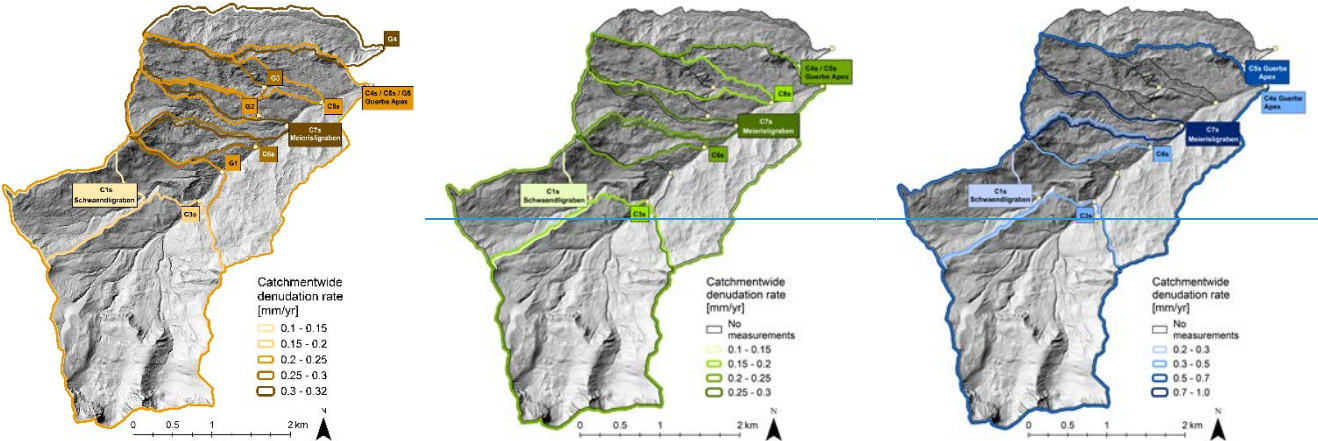 G4
G3
G2
C8s
C4s / C5s / G5
Guerbe Apex
C7s
Meierisligraben
C6s
G1
C1s
Schwaendligraben
C3s
Catchmentwide
denudation rate
[mm/yr]
0.1 - 0.15
0.15 - 0.2
0.2 - 0.25
0.25 - 0.3
0.3 - 0.32
0 0.5 1 2 km
N
C4s / C5s
Guerbe Apex
C8s
C7s
Meierisligraben
C6s
C1s
Schwaendligraben
C3s
Catchmentwide
denudation rate
[mm/yr]
No
measurements
0.1 - 0.15
0.15 - 0.2
0.2 - 0.25
0.25 - 0.3
0 0.5 1 2 km
N
C5s Guerbe
Apex
C4s Guerbe
Apex
C7s
Meierisligraben
C6s
C1s
Schwaendligraben
C3s
Catchmentwide
denudation rate
[mm/yr]
No
measurements
0.2 - 0.3
0.3 - 0.5
0.5 - 0.7
0.7 - 1.0
0 0.5 1 2 km
N